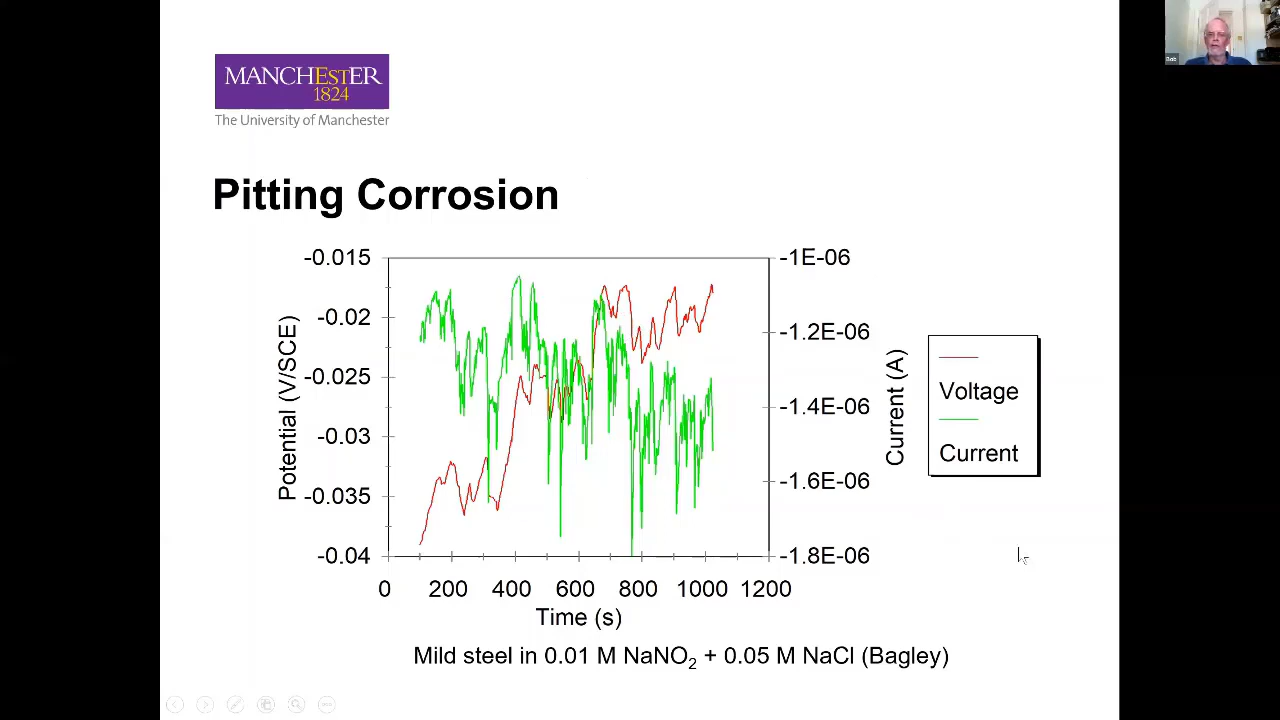 Bob
MANCHESTER
1824
The University of Manchester
Pitting Corrosion
-0.015
-0.02
-0.025
-0.03
-0.035
-0.04
Potential (V/SCE)
-1E-06
-1.2E-06
-1.4E-06
-1.6E-06
-1.8E-06
Current (A)
Voltage
Current
0 200 400 600 800 1000 1200
Time (s)
Mild steel in 0.01 M NaNO₂ + 0.05 M NaCl (Bagley)